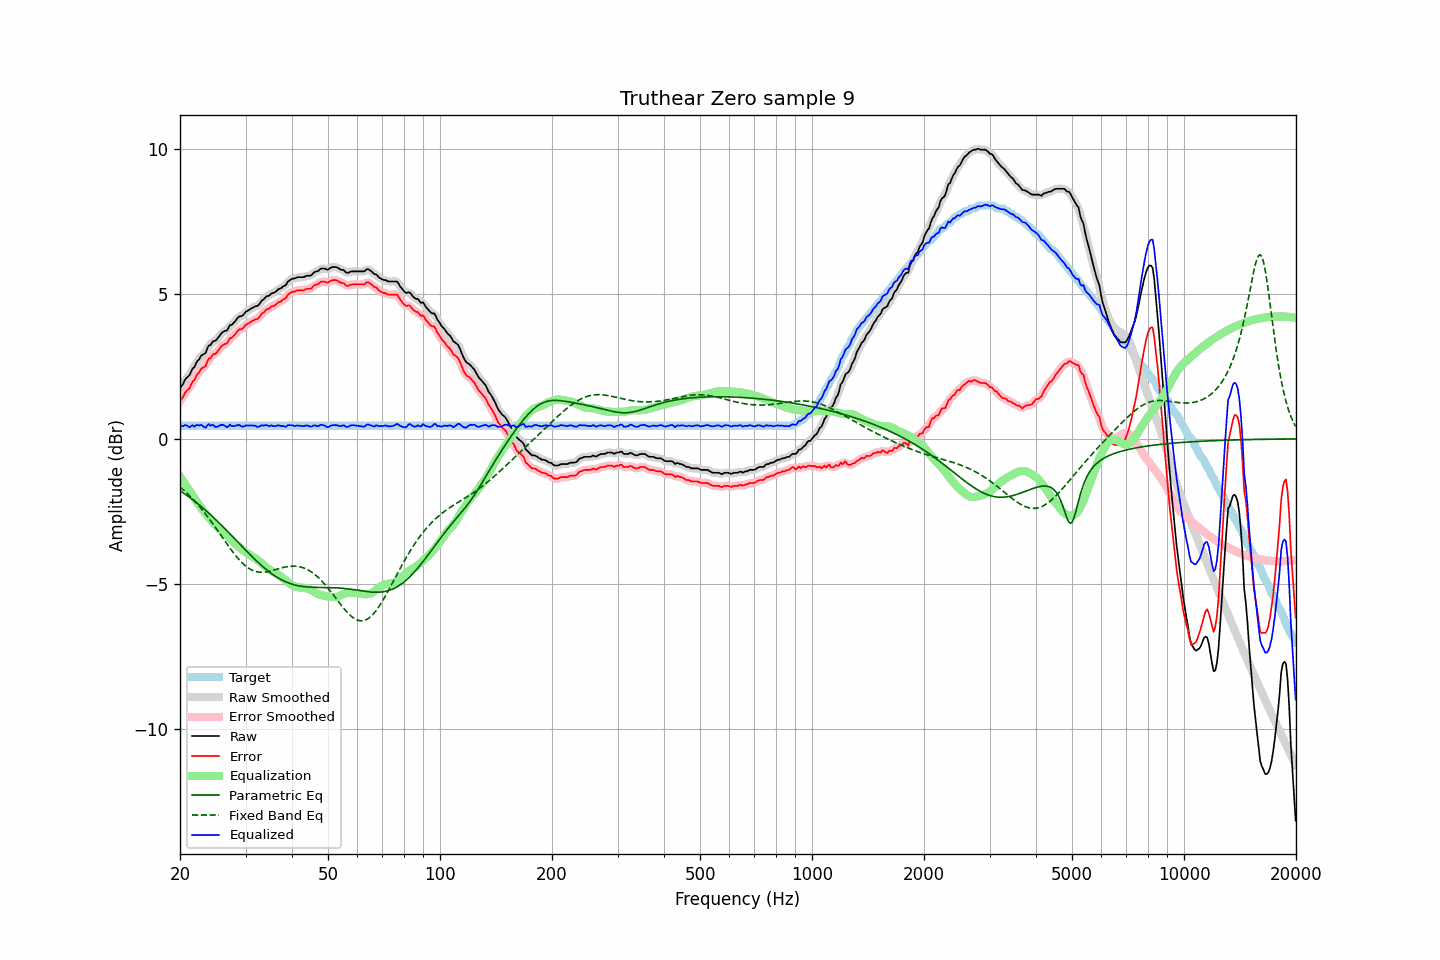 Truthear Zero sample 9
10
5
0
−5
−10
Amplitude (dBr)
Target
Raw Smoothed
Error Smoothed
Raw
Error
Equalization
Parametric Eq
Fixed Band Eq
Equalized
20 50 100 200 500 1000 2000 5000 10000 20000
Frequency (Hz)